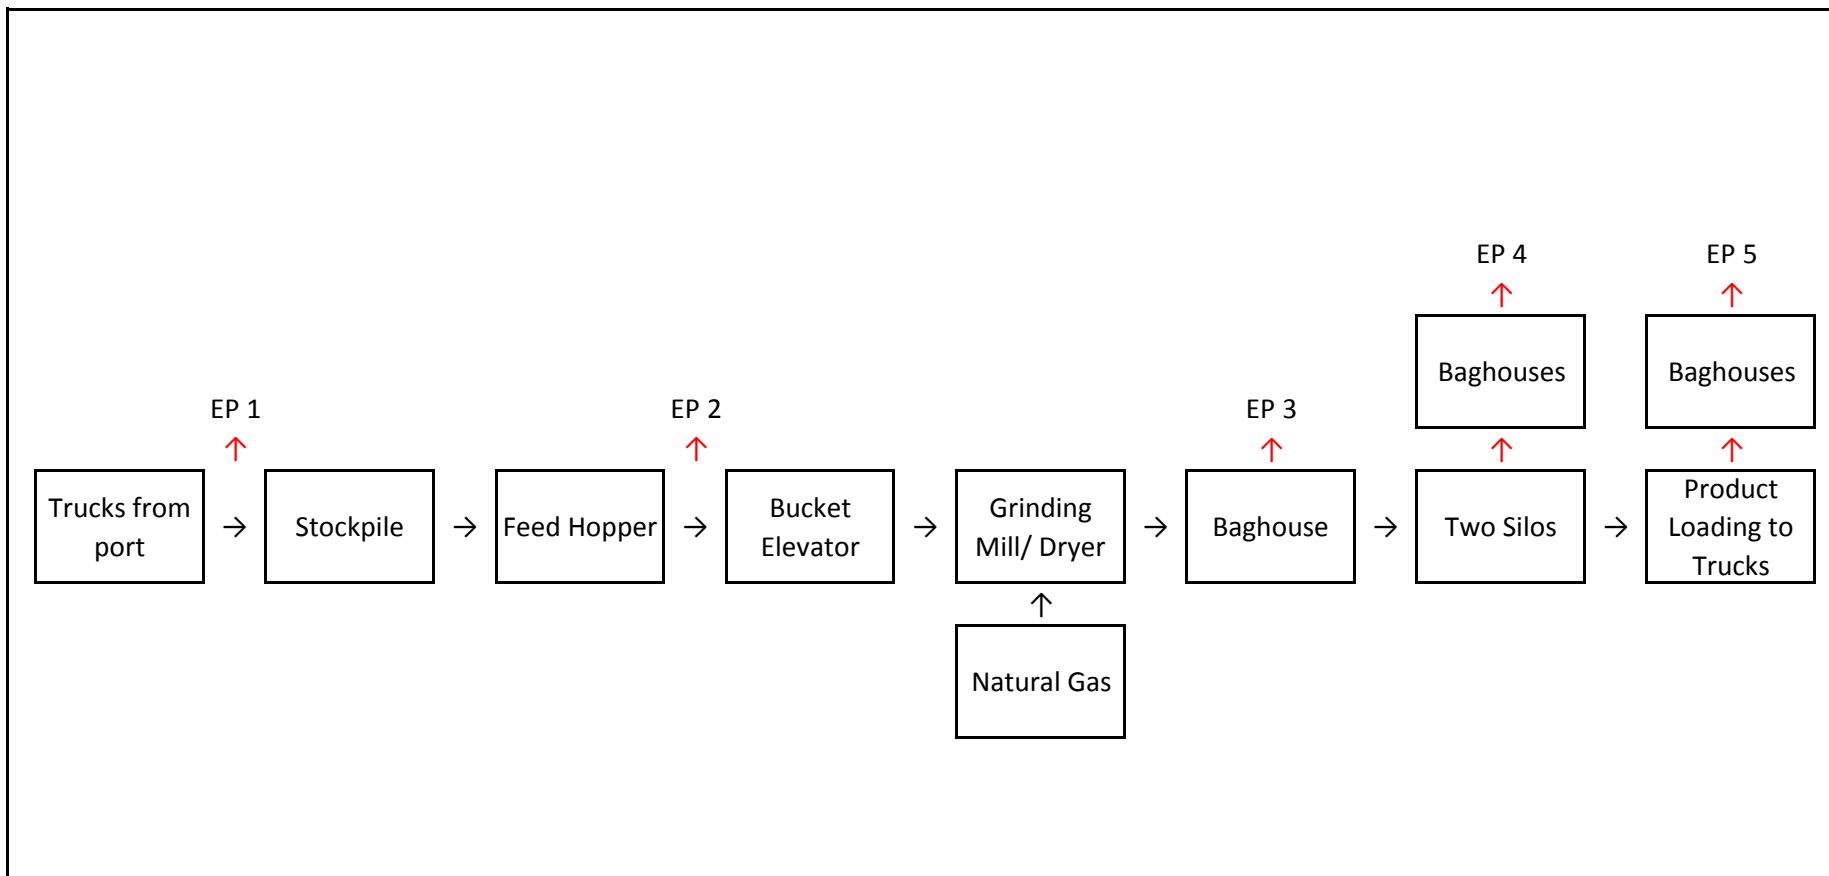 EP 4
EP 5
Baghouses
Baghouses
EP 1
EP 2
EP 3
Trucks from
port
→
Stockpile
→
Feed Hopper
→
Bucket
Elevator
→
Grinding
Mill/ Dryer
→
Baghouse
→
Two Silos
→
Product
Loading to
Trucks
Natural Gas